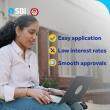 SBI
Easy application
Low interest rates
Smooth approvals